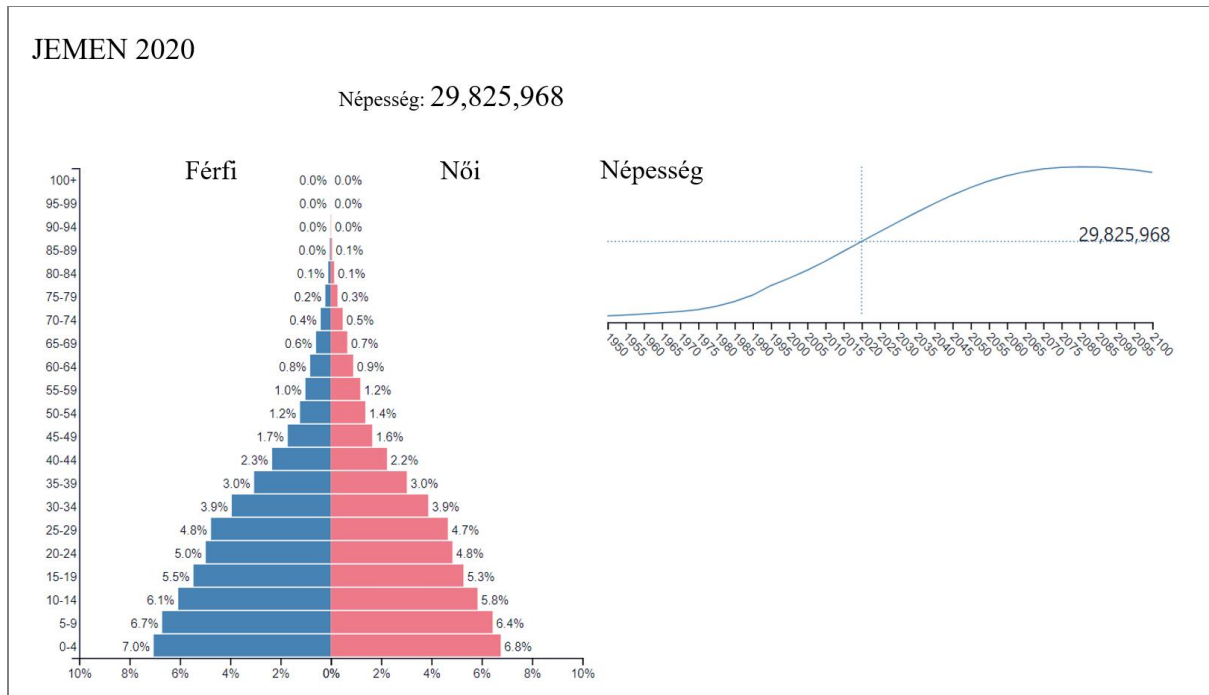 JEMEN 2020
Népesség: 29,825,968
Férfi Női
100+ 0.0% 0.0%
95-99 0.0% 0.0%
90-94 0.0% 0.0%
85-89 0.0% 0.1%
80-84 0.1% 0.1%
75-79 0.2% 0.3%
70-74 0.4% 0.5%
65-69 0.6% 0.7%
60-64 0.8% 0.9%
55-59 1.0% 1.2%
50-54 1.2% 1.4%
45-49 1.7% 1.6%
40-44 2.3% 2.2%
35-39 3.0% 3.0%
30-34 3.9% 3.9%
25-29 4.8% 4.7%
20-24 5.0% 4.8%
15-19 5.5% 5.3%
10-14 6.1% 5.8%
5-9 6.7% 6.4%
0-4 7.0% 6.8%
10% 8% 6% 4% 2% 0% 2% 4% 6% 8% 10%
Népesség
29,825,968
1950 1955 1960 1965 1970 1975 1980 1985 1990 1995 2000 2005 2010 2015 2020 2025 2030 2035 2040 2045 2050 2055 2060 2065 2070 2075 2080 2085 2090 2095 2100